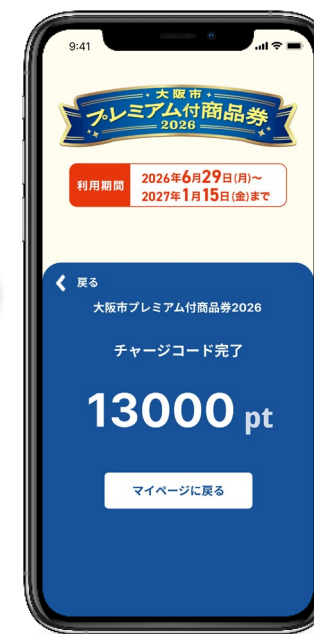 9:41
大阪市
プレミアム付商品券
2026
利用期間
2026年6月29日(月)~
2027年1月15日(金)まで
戻る
大阪市プレミアム付商品券2026
チャージコード完了
13000 pt
マイページに戻る